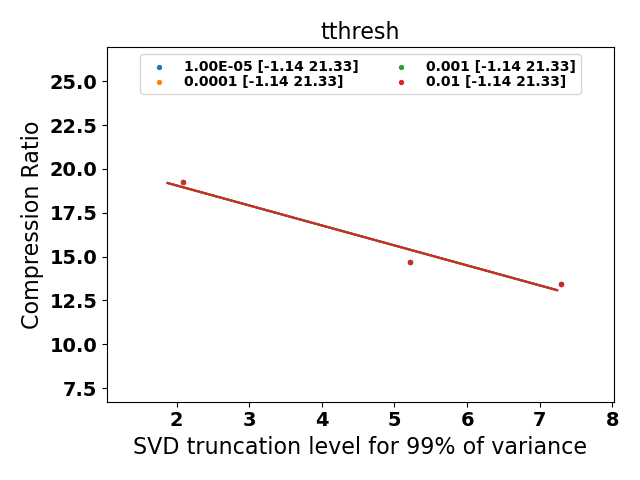 tthresh
1.00E-05 [-1.14 21.33]
0.0001 [-1.14 21.33]
0.001 [-1.14 21.33]
0.01 [-1.14 21.33]
Compression Ratio
25.0
22.5
20.0
17.5
15.0
12.5
10.0
7.5
2 3 4 5 6 7 8
SVD truncation level for 99% of variance